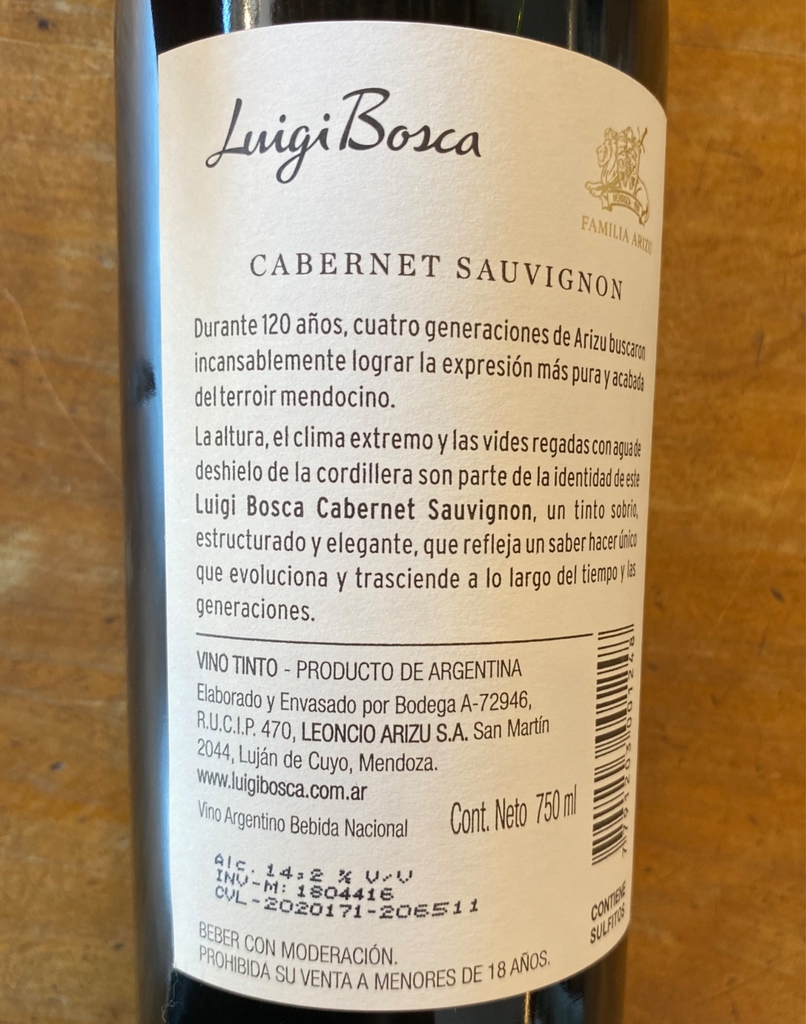 Luigi Bosca
FAMILIA ARIZU
CABERNET SAUVIGNON
Durante 120 años, cuatro generaciones de Arizu buscaron
incansablemente lograr la expresión más pura y acabada
del terroir mendocino.
La altura, el clima extremo y las vides regadas con agua de
deshielo de la cordillera son parte de la identidad de este
Luigi Bosca Cabernet Sauvignon, un tinto sobrio,
estructurado y elegante, que refleja un saber hacer único
que evoluciona y trasciende a lo largo del tiempo y las
generaciones.
VINO TINTO - PRODUCTO DE ARGENTINA
Elaborado y Envasado por Bodega A-72946,
R.U.C.I.P. 470, LEONCIO ARIZU S.A. San Martín
2044, Luján de Cuyo, Mendoza.
www.luigibosca.com.ar
Vino Argentino Bebida Nacional
Cont. Neto 750 ml
Alc. 14.2 % V/V
INV-M: 1804416
CVL-2020171-206511
BEBER CON MODERACIÓN.
PROHIBIDA SU VENTA A MENORES DE 18 AÑOS.
7791203001248
CONTIENE
SULFITOS